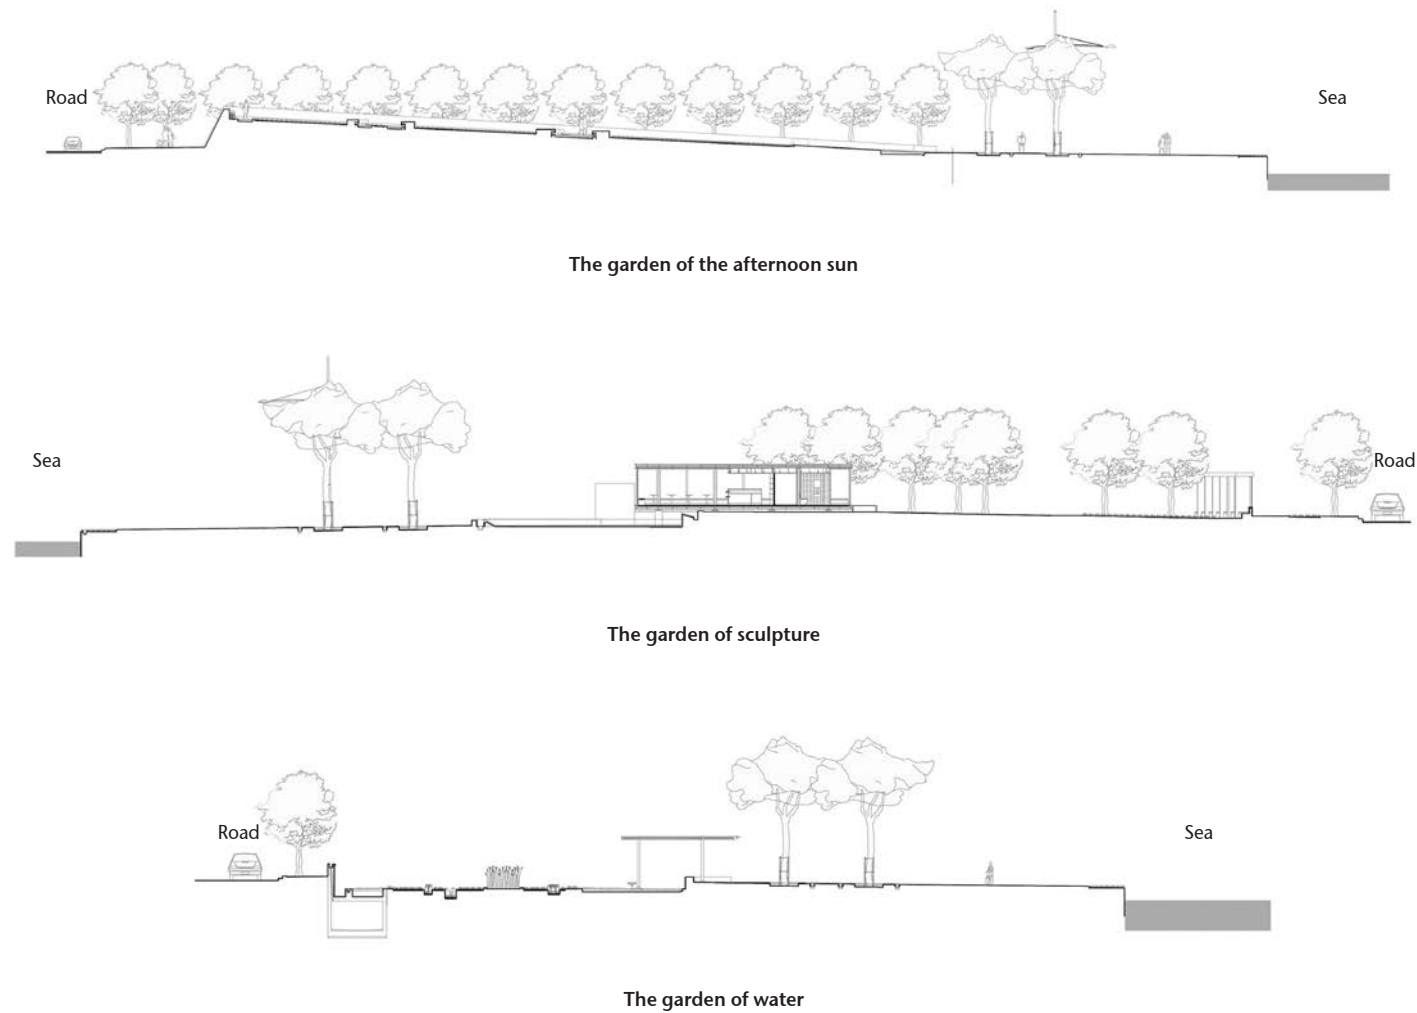 Road
Sea
The garden of the afternoon sun
Sea
Road
The garden of sculpture
Road
Sea
The garden of water